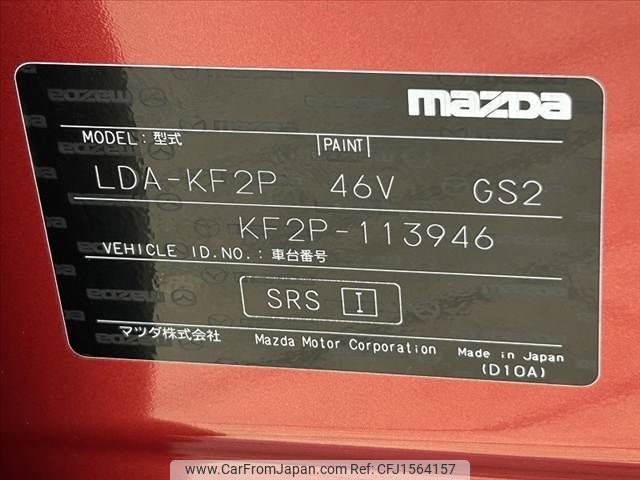 mazda
MODEL : 型式 PAINT
LDA-KF2P 46V GS2
KF2P-113946
VEHICLE ID.NO. : 車台番号
SRS I
マツダ株式会社 Mazda Motor Corporation Made in Japan
(D10A)
www.CarFromJapan.com - CFJ1564157